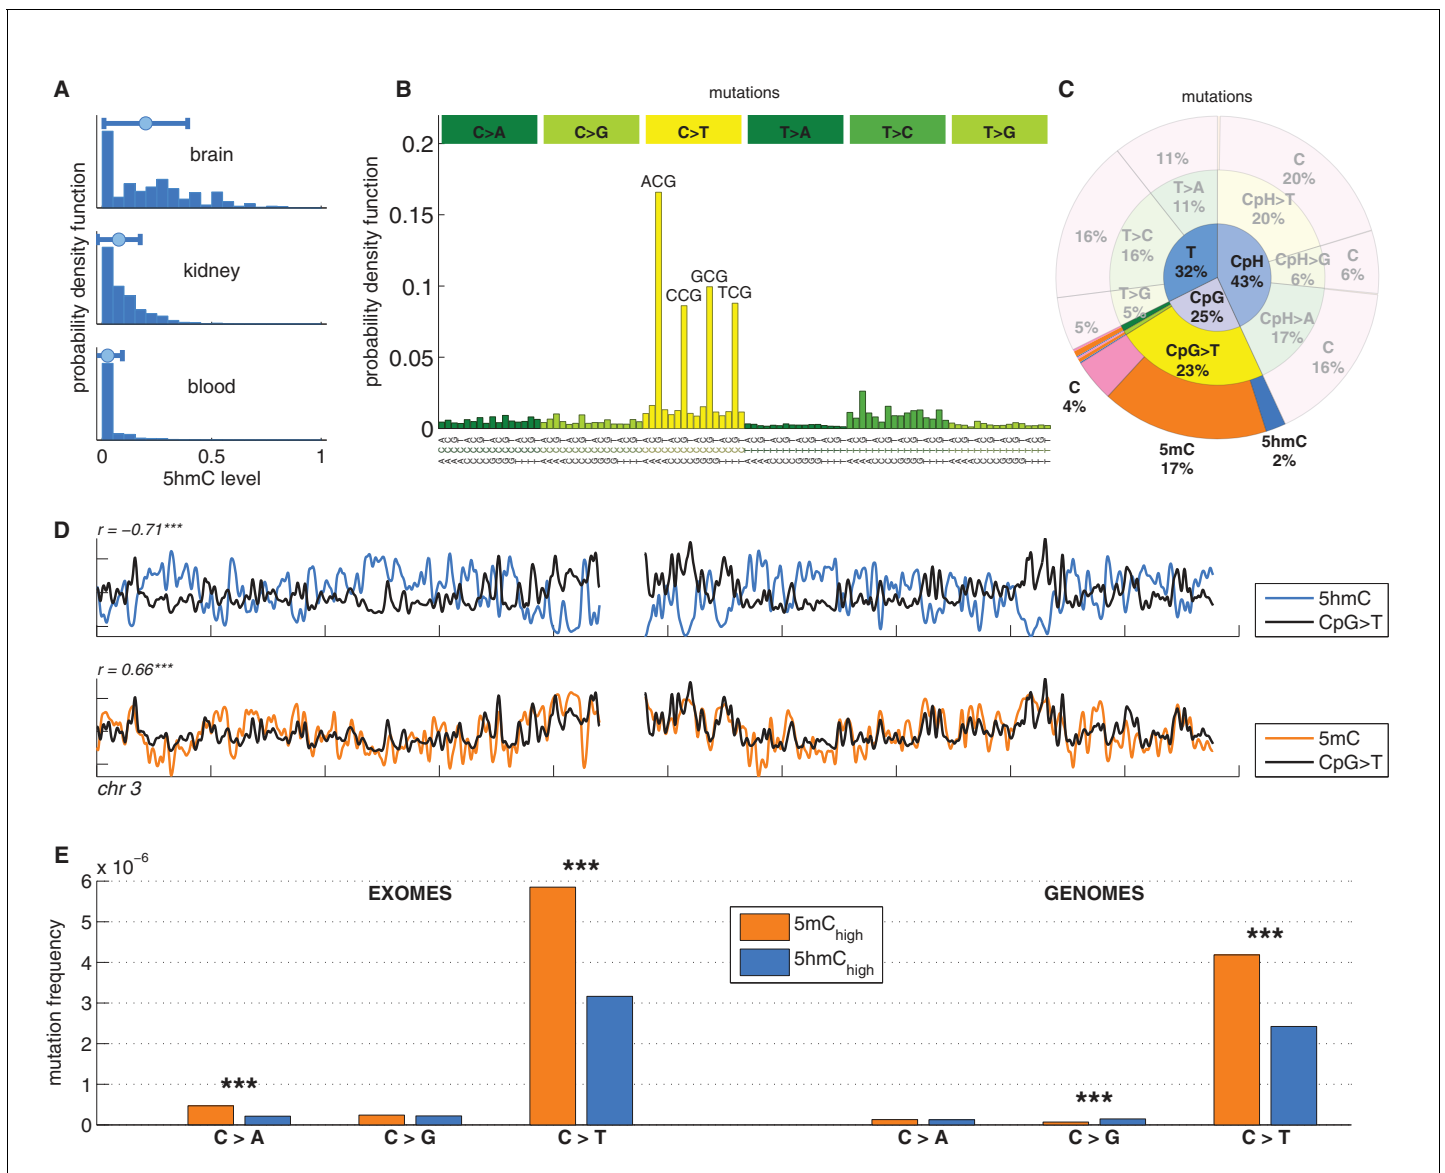 A
brain
kidney
blood
probability density function
0 0.5 1
5hmC level
B
mutations
C>A C>G C>T T>A T>C T>G
probability density function
0.2
0.15
0.1
0.05
0
ACG
CCG
GCG
TCG
C
mutations
T
32%
CpH
43%
CpG
25%
T>A
11%
T>C
16%
T>G
5%
CpH>T
20%
CpH>G
6%
CpH>A
17%
CpG>T
23%
11%
16%
5%
C
20%
C
6%
C
16%
C
4%
5mC
17%
5hmC
2%
D
r = −0.71***
5hmC
CpG>T
r = 0.66***
5mC
CpG>T
chr 3
E
x 10−6
mutation frequency
6
5
4
3
2
1
0
EXOMES
GENOMES
5mChigh
5hmChigh
***
***
***
***
C > A C > G C > T C > A C > G C > T